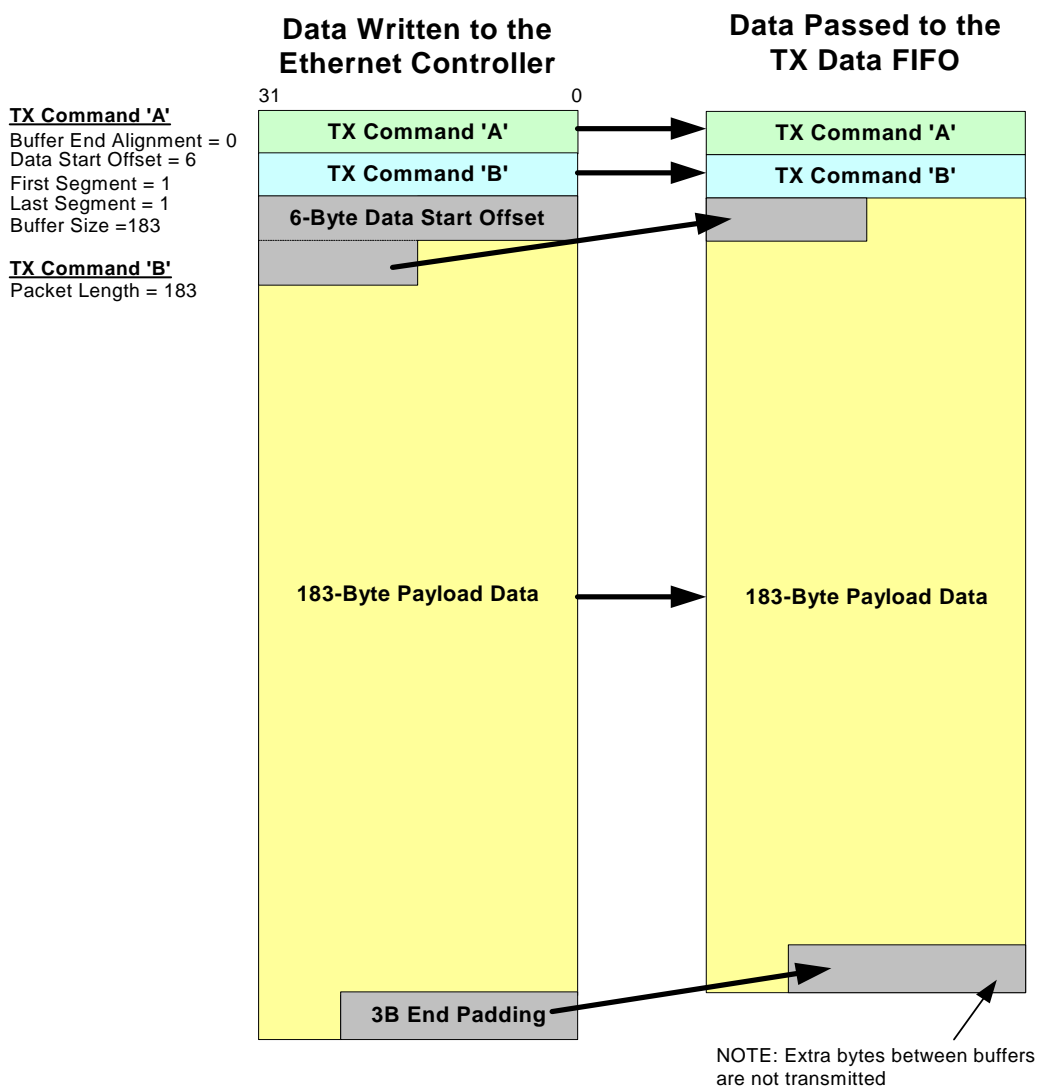 Data Written to the
Ethernet Controller
Data Passed to the
TX Data FIFO
31
0
TX Command 'A'
Buffer End Alignment = 0
Data Start Offset = 6
First Segment = 1
Last Segment = 1
Buffer Size =183
TX Command 'B'
Packet Length = 183
TX Command 'A'
TX Command 'B'
6-Byte Data Start Offset
183-Byte Payload Data
3B End Padding
TX Command 'A'
TX Command 'B'
183-Byte Payload Data
NOTE: Extra bytes between buffers
are not transmitted